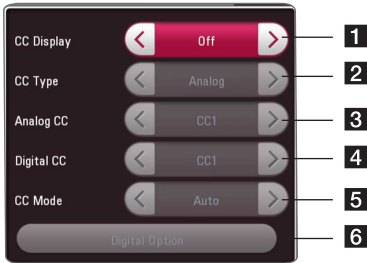 CC Display Off 1
CC Type Analog 2
Analog CC CC1 3
Digital CC CC1 4
CC Mode Auto 5
Digital Option 6